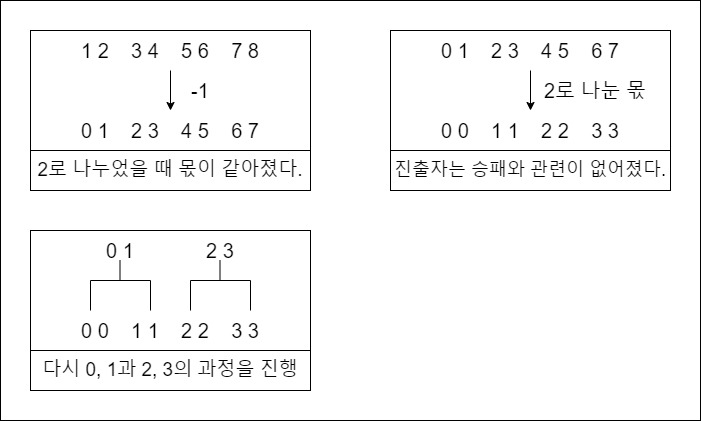 1 2 3 4 5 6 7 8
-1
0 1 2 3 4 5 6 7
2로 나누었을 때 몫이 같아졌다.
0 1 2 3 4 5 6 7
2로 나눈 몫
0 0 1 1 2 2 3 3
진출자는 승패와 관련이 없어졌다.
0 1 2 3
0 0 1 1 2 2 3 3
다시 0, 1과 2, 3의 과정을 진행